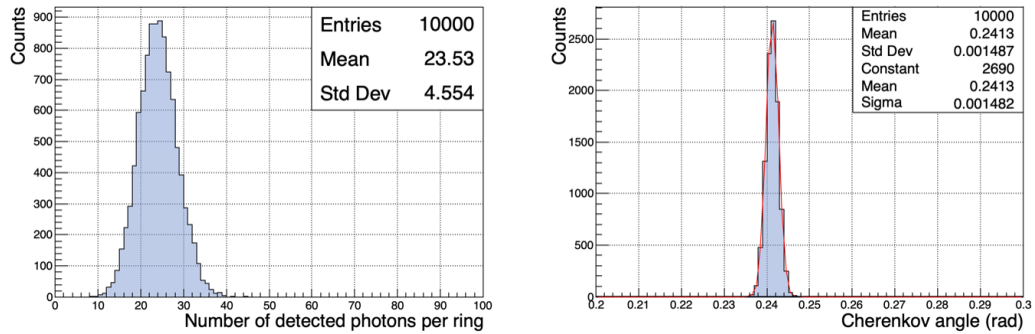 Counts
900
800
700
600
500
400
300
200
100
0
0 10 20 30 40 50 60 70 80 90 100
Number of detected photons per ring
Entries 10000
Mean 23.53
Std Dev 4.554
Counts
2500
2000
1500
1000
500
0
0.2 0.21 0.22 0.23 0.24 0.25 0.26 0.27 0.28 0.29 0.3
Cherenkov angle (rad)
Entries 10000
Mean 0.2413
Std Dev 0.001487
Constant 2690
Mean 0.2413
Sigma 0.001482